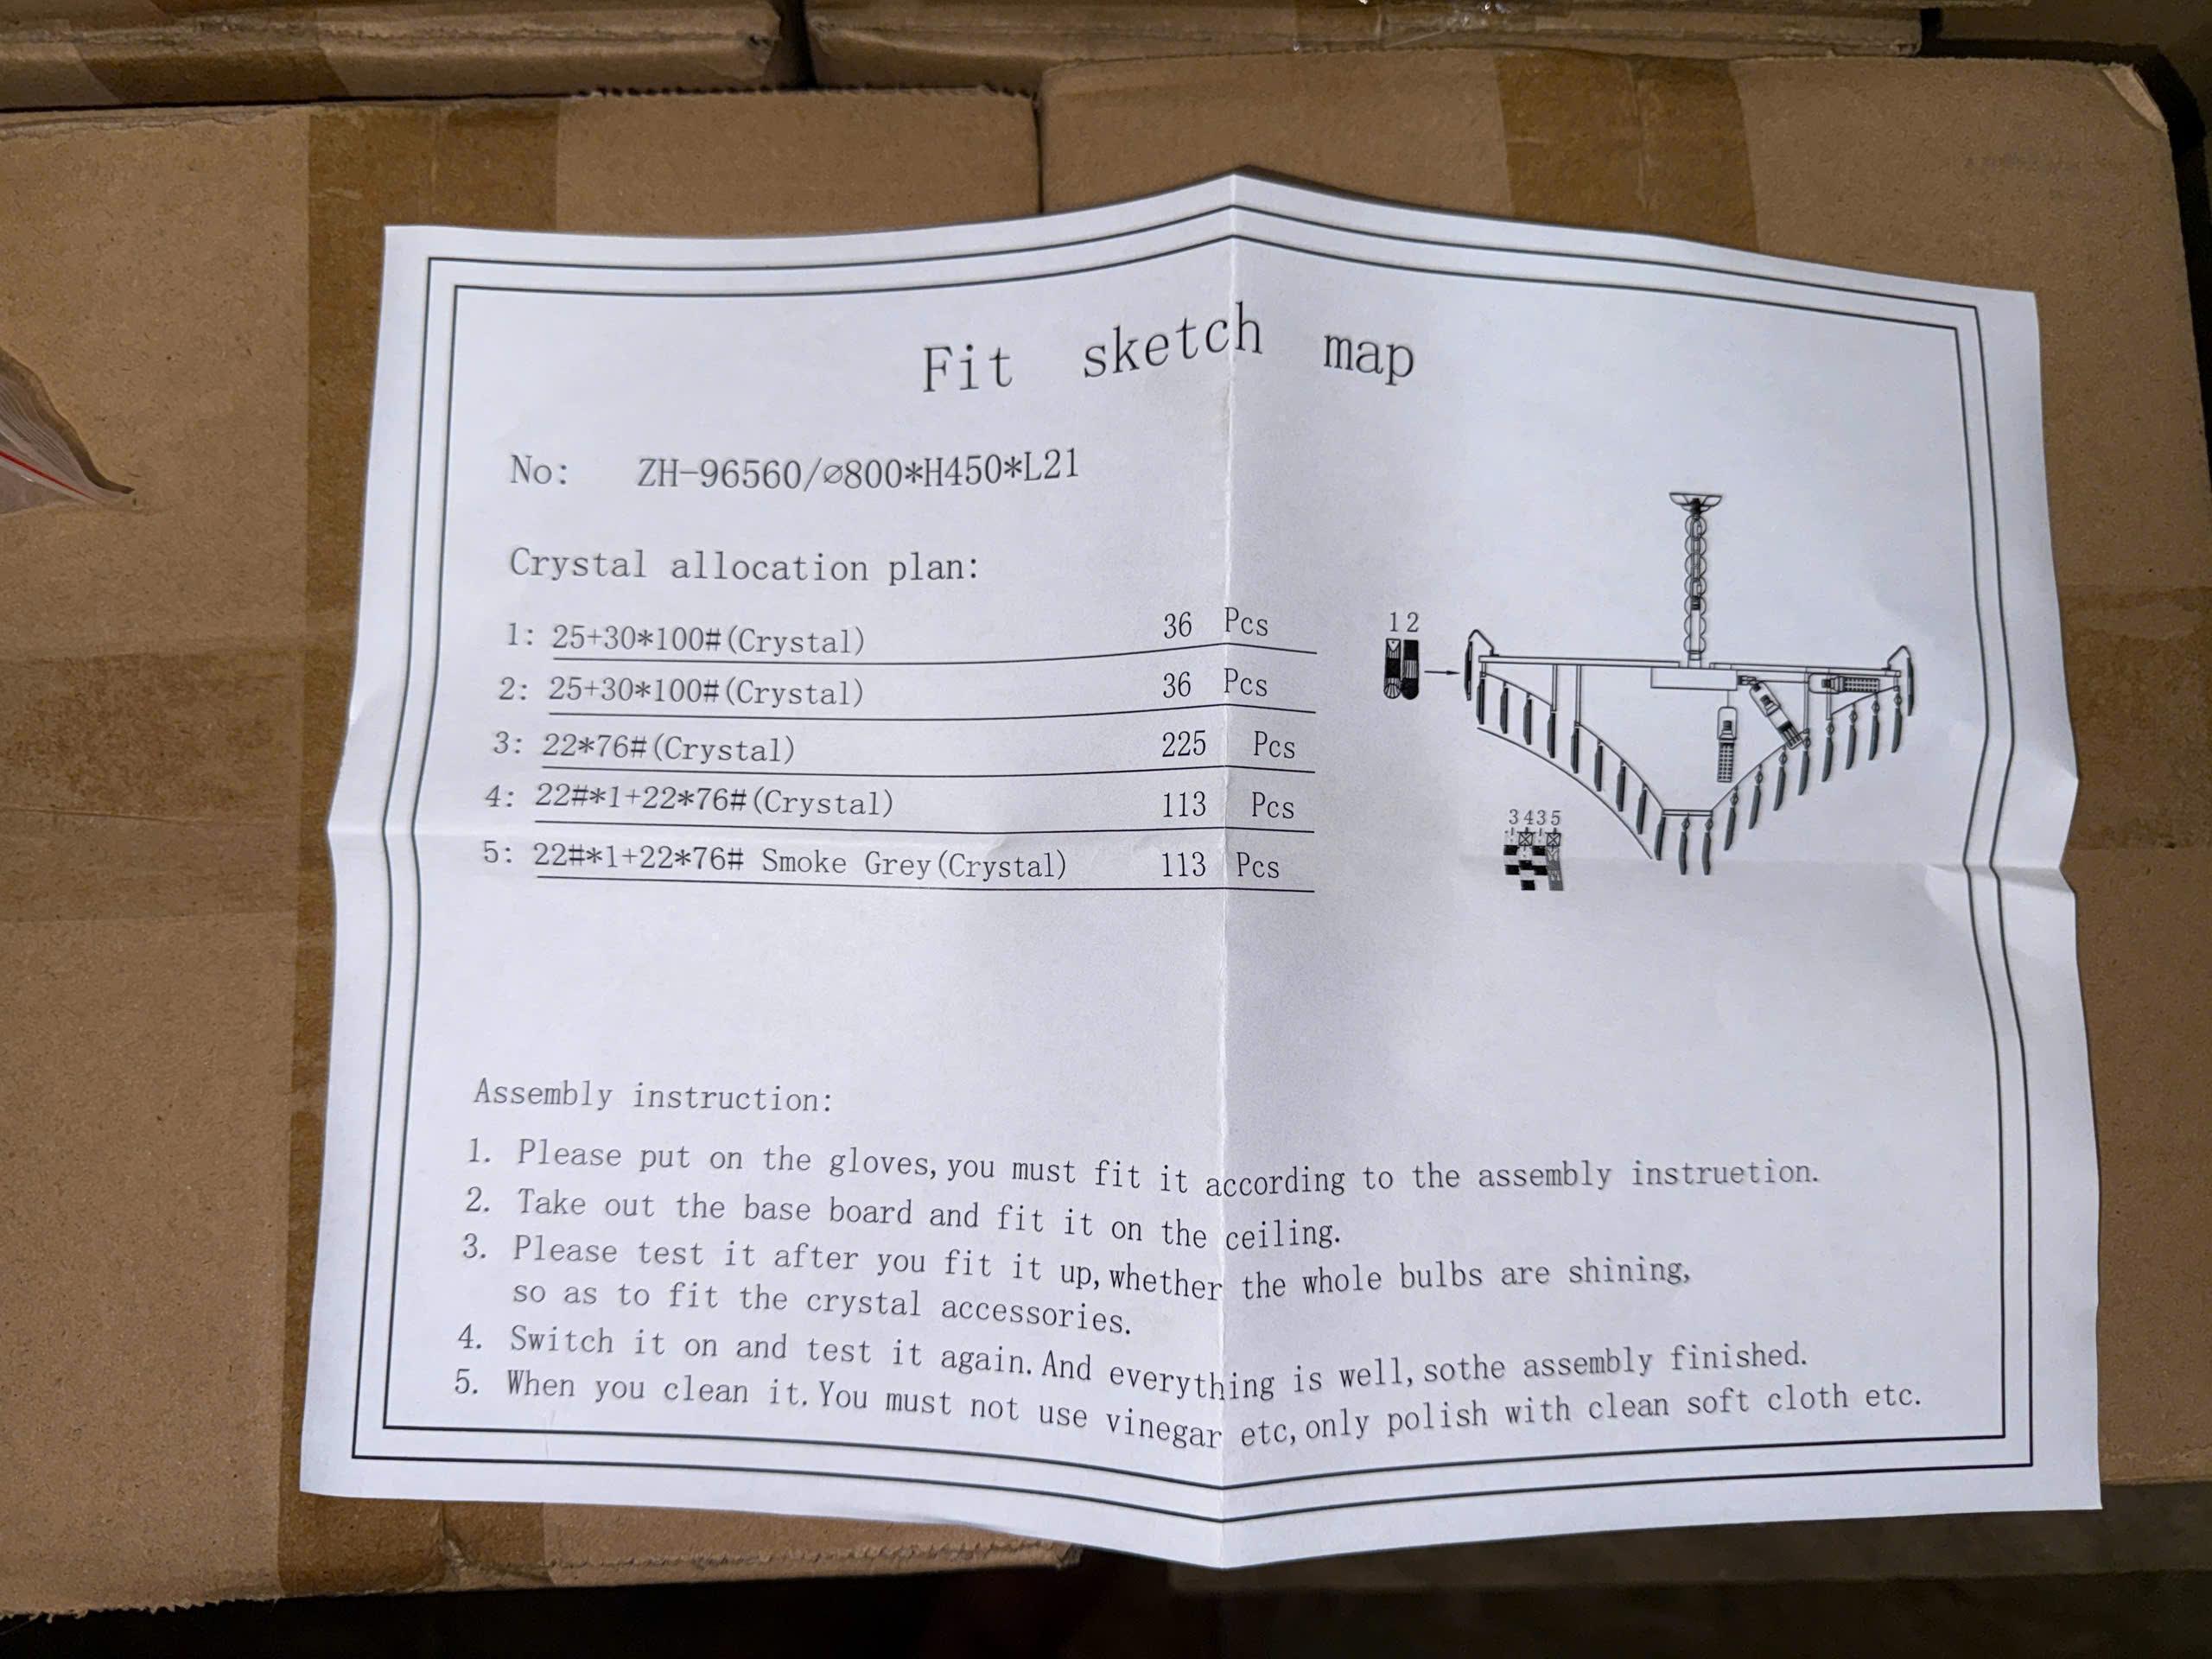 Fit sketch map
No: ZH-96560/⌀800*H450*L21
Crystal allocation plan:
1: 25+30*100#(Crystal) 36 Pcs
2: 25+30*100#(Crystal) 36 Pcs
3: 22*76#(Crystal) 225 Pcs
4: 22#*1+22*76#(Crystal) 113 Pcs
5: 22#*1+22*76# Smoke Grey(Crystal) 113 Pcs
12
3435
Assembly instruction:
1. Please put on the gloves,you must fit it according to the assembly instruetion.
2. Take out the base board and fit it on the ceiling.
3. Please test it after you fit it up,whether the whole bulbs are shining,
so as to fit the crystal accessories.
4. Switch it on and test it again.And everything is well,sothe assembly finished.
5. When you clean it.You must not use vinegar etc,only polish with clean soft cloth etc.